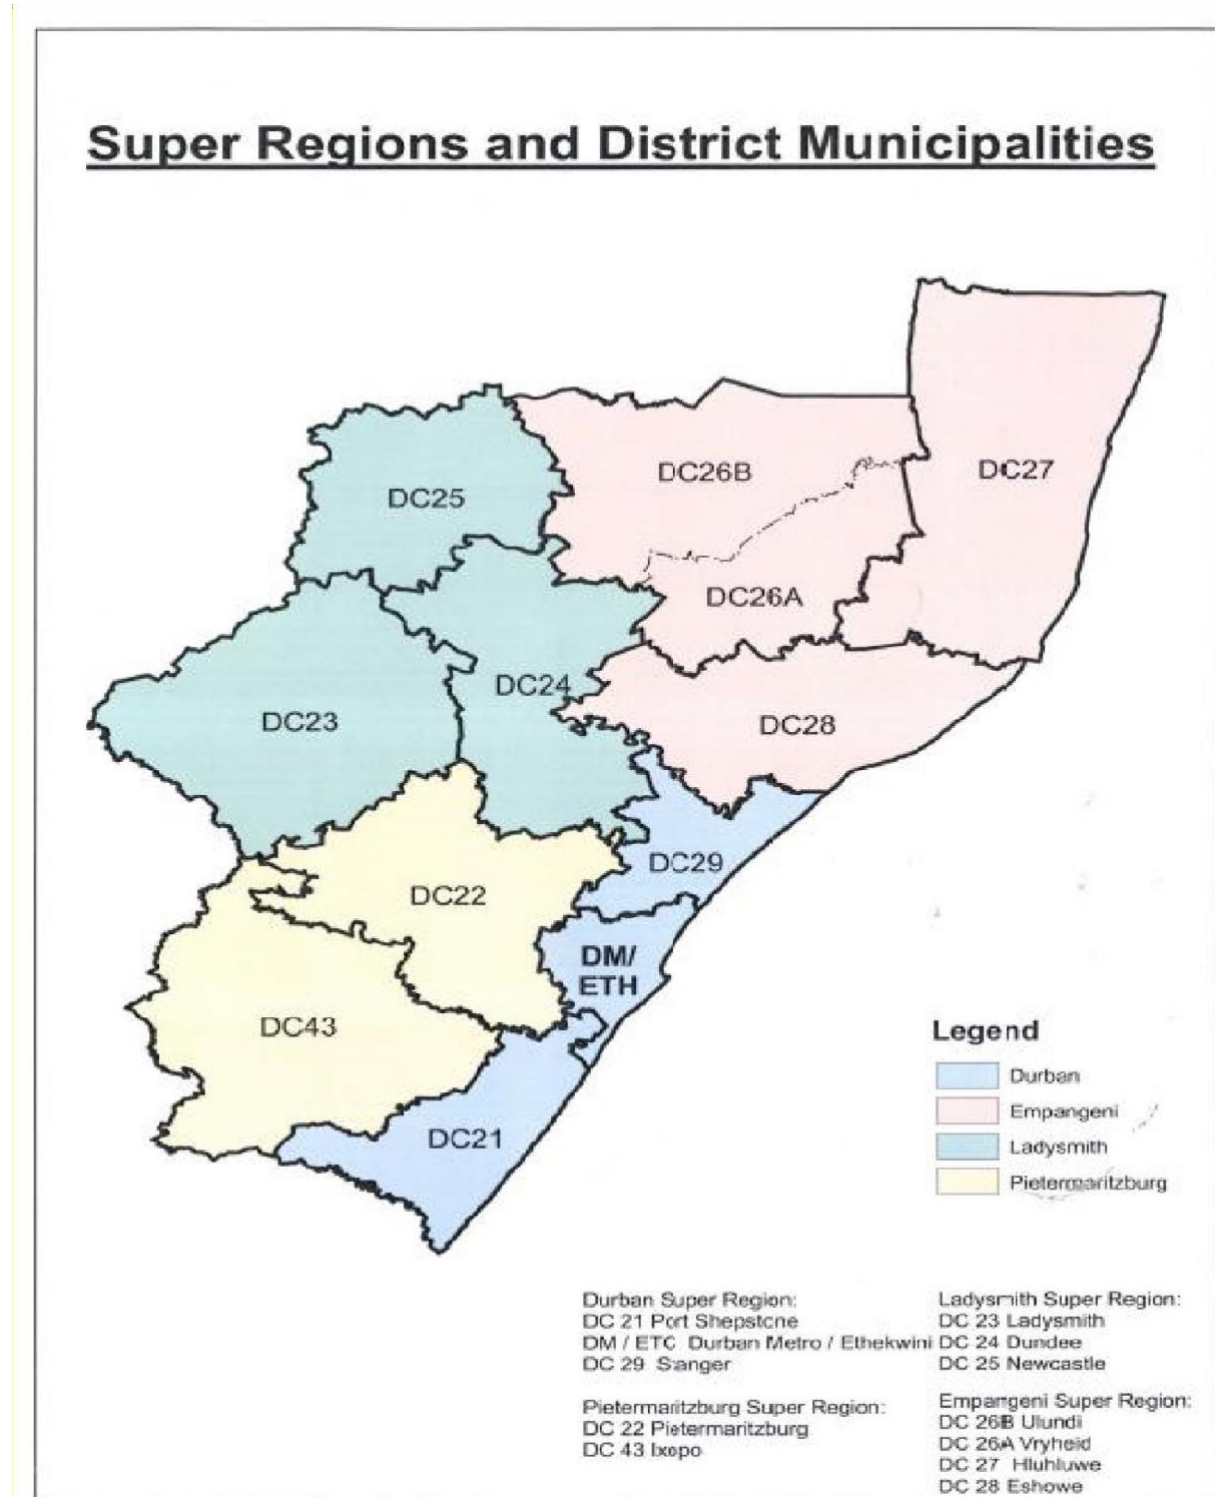 Super Regions and District Municipalities
DC27
DC26B
DC25
DC26A
DC24
DC23
DC28
DC29
DC22
DM/
ETH
DC43
DC21
Legend
Durban
Empangeni
Ladysmith
Pietermaritzburg
Durban Super Region:
DC 21 Port Shepstone
DM / ETC Durban Metro / Ethekwini
DC 29 Stanger
Pietermaritzburg Super Region:
DC 22 Pietermaritzburg
DC 43 Ixopo
Ladysmith Super Region:
DC 23 Ladysmith
DC 24 Dundee
DC 25 Newcastle
Empangeni Super Region:
DC 26B Ulundi
DC 26A Vryheid
DC 27 Hluhluwe
DC 28 Eshowe